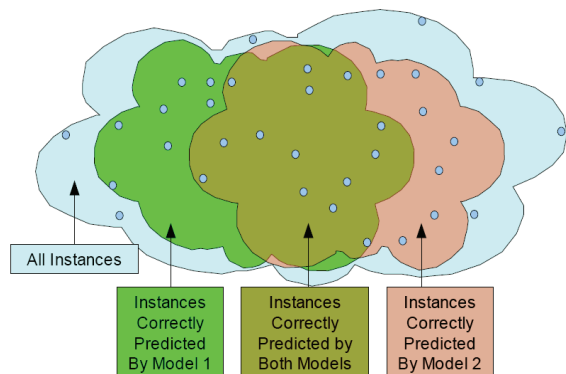 All Instances
Instances
Correctly
Predicted
By Model 1
Instances
Correctly
Predicted by
Both Models
Instances
Correctly
Predicted
By Model 2